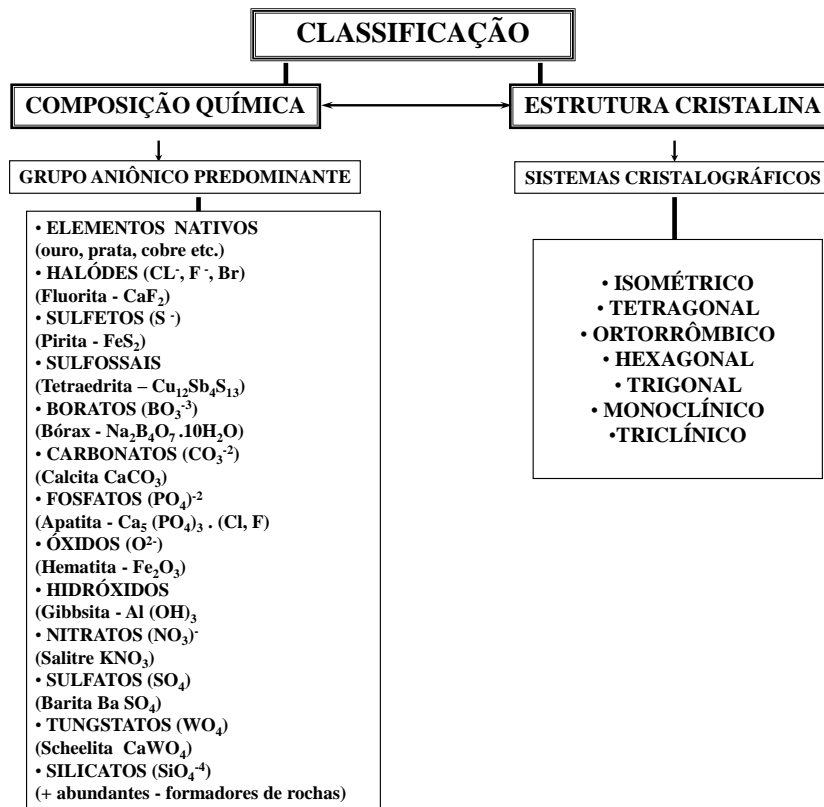 CLASSIFICAÇÃO
COMPOSIÇÃO QUÍMICA
ESTRUTURA CRISTALINA
GRUPO ANIÔNICO PREDOMINANTE
SISTEMAS CRISTALOGRÁFICOS
• ELEMENTOS NATIVOS
(ouro, prata, cobre etc.)
• HALÓDES (CL⁻, F ⁻, Br)
(Fluorita - CaF₂)
• SULFETOS (S ⁻)
(Pirita - FeS₂)
• SULFOSSAIS
(Tetraedrita – Cu₁₂Sb₄S₁₃)
• BORATOS (BO₃⁻³)
(Bórax - Na₂B₄O₇ .10H₂O)
• CARBONATOS (CO₃⁻²)
(Calcita CaCO₃)
• FOSFATOS (PO₄)⁻²
(Apatita - Ca₅ (PO₄)₃ . (Cl, F)
• ÓXIDOS (O²⁻)
(Hematita - Fe₂O₃)
• HIDRÓXIDOS
(Gibbsita - Al (OH)₃
• NITRATOS (NO₃)⁻
(Salitre KNO₃)
• SULFATOS (SO₄)
(Barita Ba SO₄)
• TUNGSTATOS (WO₄)
(Scheelita CaWO₄)
• SILICATOS (SiO₄⁻⁴)
(+ abundantes - formadores de rochas)
• ISOMÉTRICO
• TETRAGONAL
• ORTORRÔMBICO
• HEXAGONAL
• TRIGONAL
• MONOCLÍNICO
•TRICLÍNICO